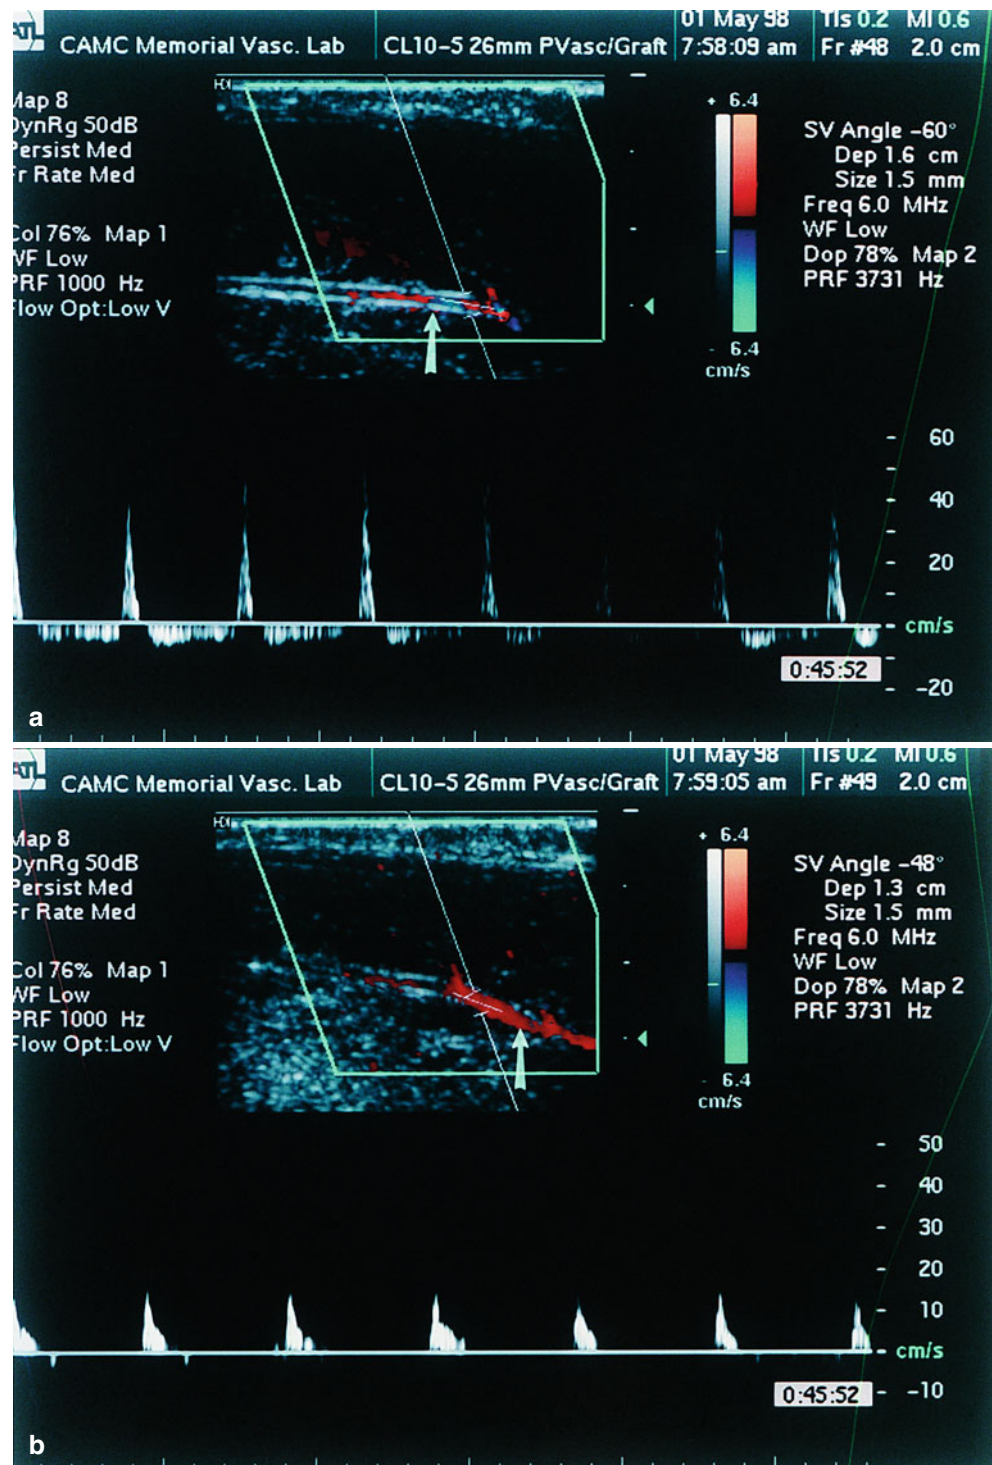 ATL
CAMC Memorial Vasc. Lab
CL10-5 26mm PVasc/Graft
01 May 98
7:58:09 am
TIs 0.2 MI 0.6
Fr #48 2.0 cm
HDI
Map 8
DynRg 50dB
Persist Med
Fr Rate Med
Col 76% Map 1
WF Low
PRF 1000 Hz
Flow Opt:Low V
+ 6.4
- 6.4
cm/s
SV Angle -60°
Dep 1.6 cm
Size 1.5 mm
Freq 6.0 MHz
WF Low
Dop 78% Map 2
PRF 3731 Hz
60
40
20
cm/s
0:45:52
-20
a
ATL
CAMC Memorial Vasc. Lab
CL10-5 26mm PVasc/Graft
01 May 98
7:59:05 am
TIs 0.2 MI 0.6
Fr #49 2.0 cm
HDI
Map 8
DynRg 50dB
Persist Med
Fr Rate Med
Col 76% Map 1
WF Low
PRF 1000 Hz
Flow Opt:Low V
+ 6.4
- 6.4
cm/s
SV Angle -48°
Dep 1.3 cm
Size 1.5 mm
Freq 6.0 MHz
WF Low
Dop 78% Map 2
PRF 3731 Hz
50
40
30
20
10
cm/s
0:45:52
-10
b